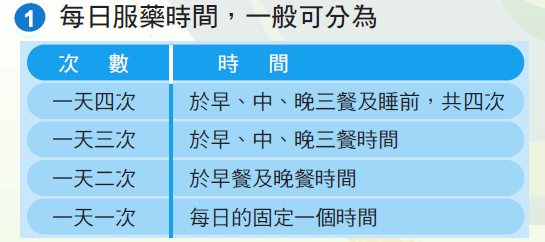 1 每日服藥時間，一般可分為
次數 時間
一天四次 於早、中、晚三餐及睡前，共四次
一天三次 於早、中、晚三餐時間
一天二次 於早餐及晚餐時間
一天一次 每日的固定一個時間